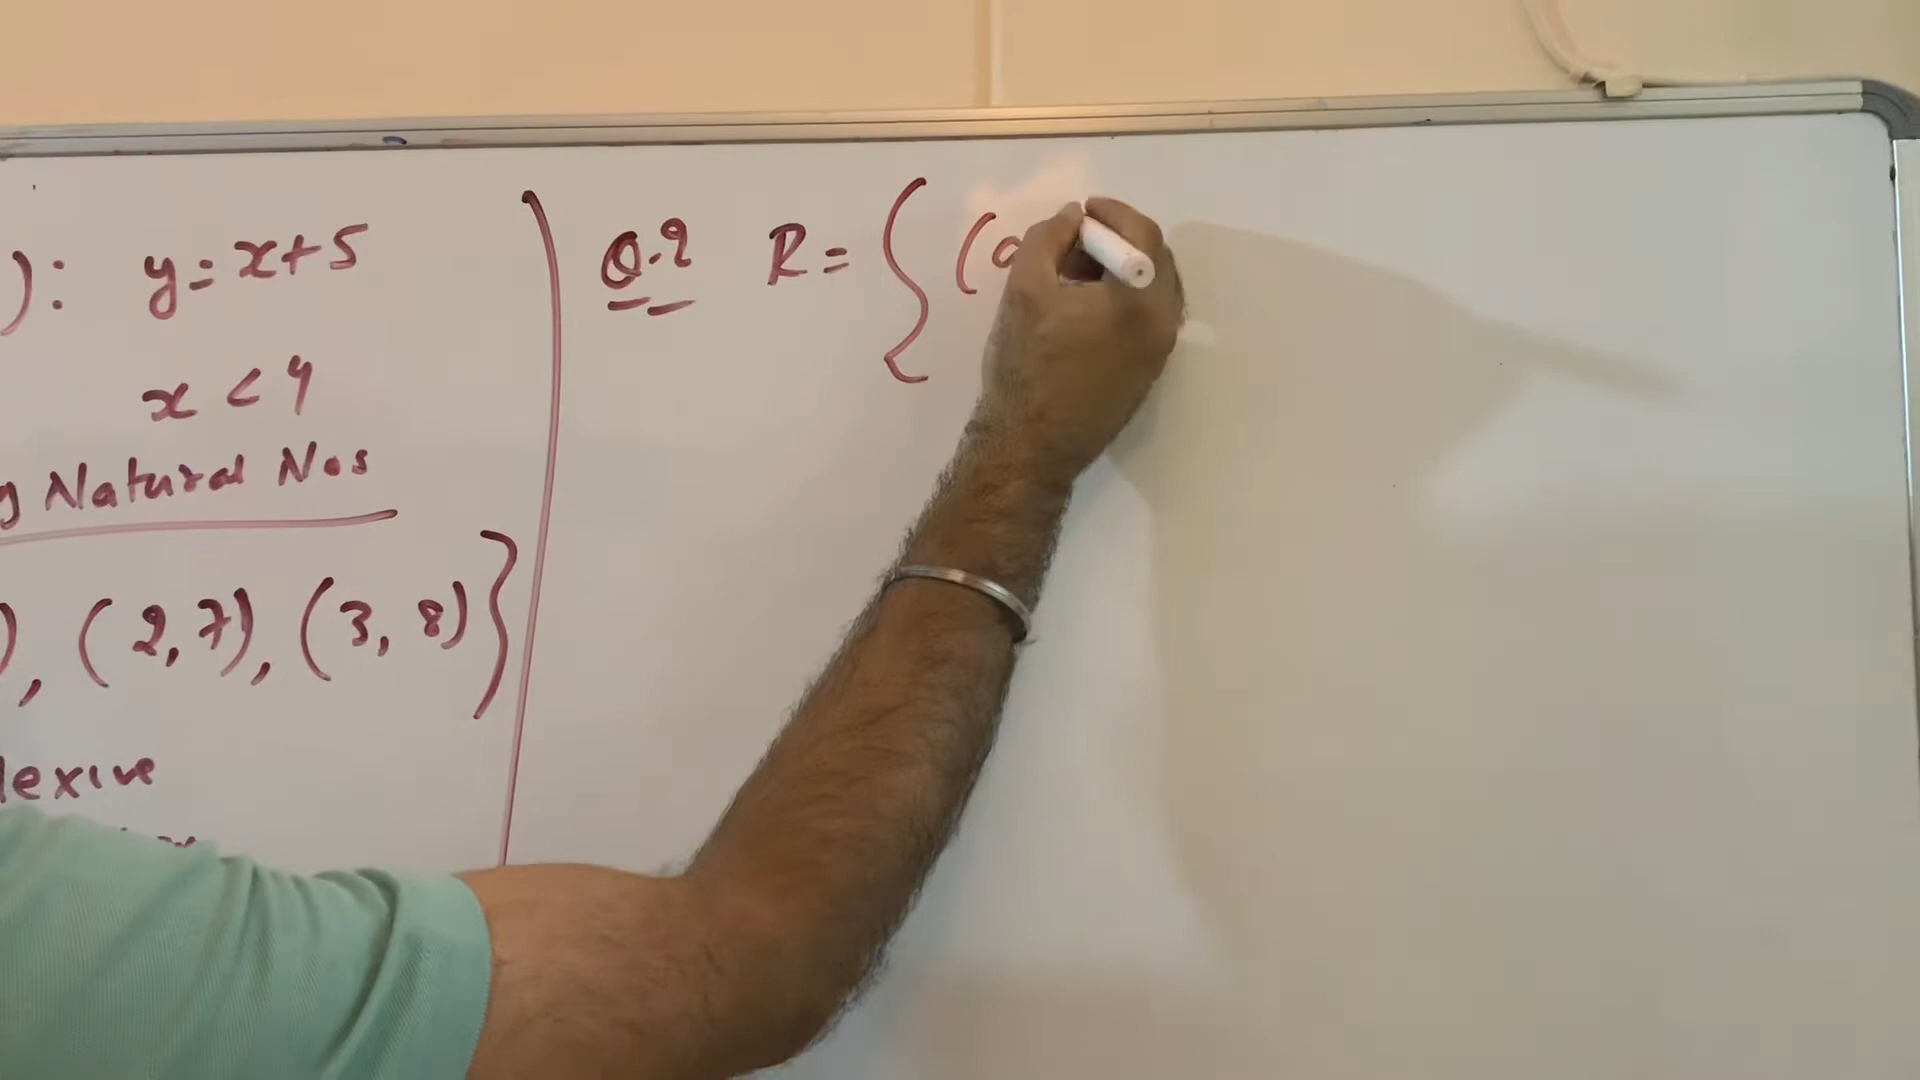 ): y=x+5
x<4
g Natural Nos
), (2,7), (3, 8)}
lexive
Q.2 R= { (a